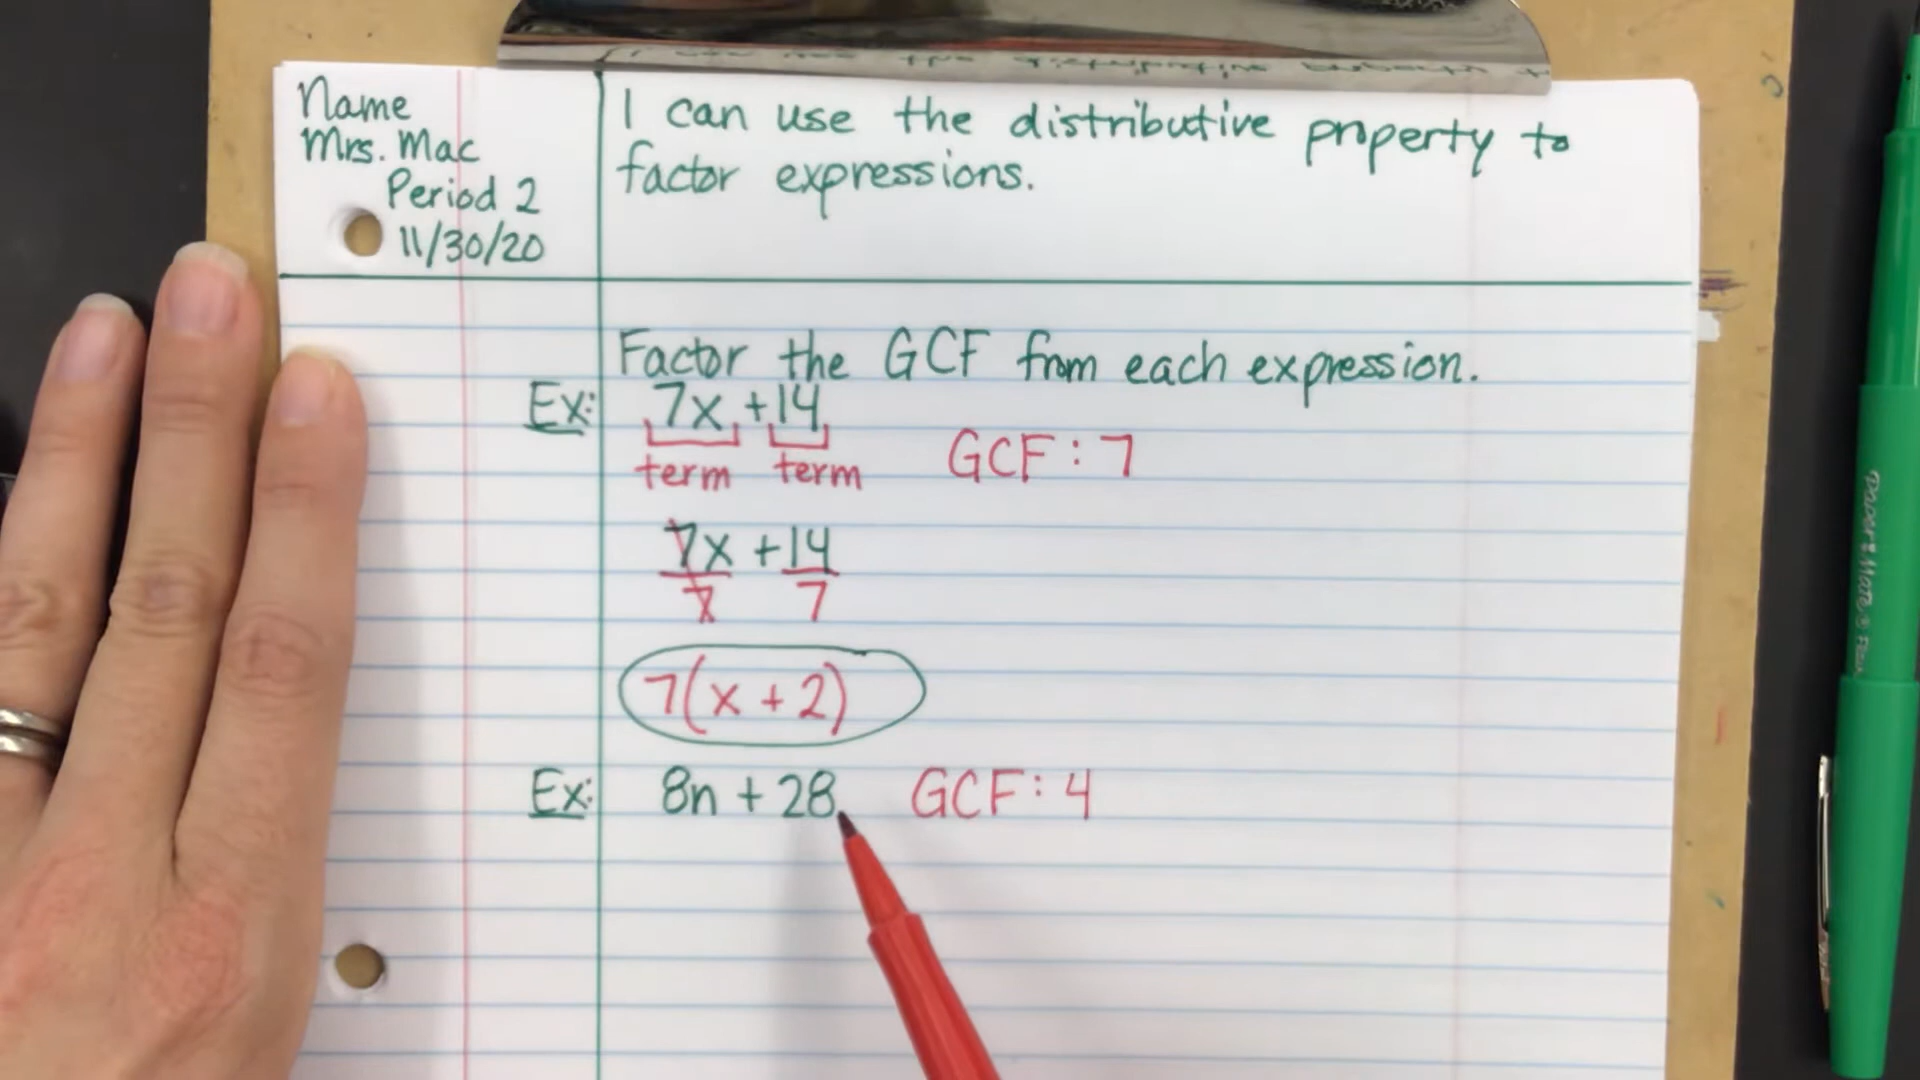 Name
Mrs. Mac
Period 2
11/30/20
I can use the distributive property to
factor expressions.
Factor the GCF from each expression.
Ex: 7x + 14
term term GCF: 7
7x + 14
7 7
7(x + 2)
Ex: 8n + 28 GCF: 4
Paper:Mate